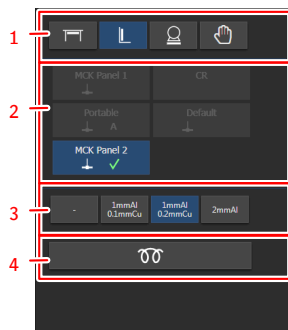 1
2
MCK Panel 1
CR
Portable
A
Default
MCK Panel 2
3
-
1mmAl
0.1mmCu
1mmAl
0.2mmCu
2mmAl
4